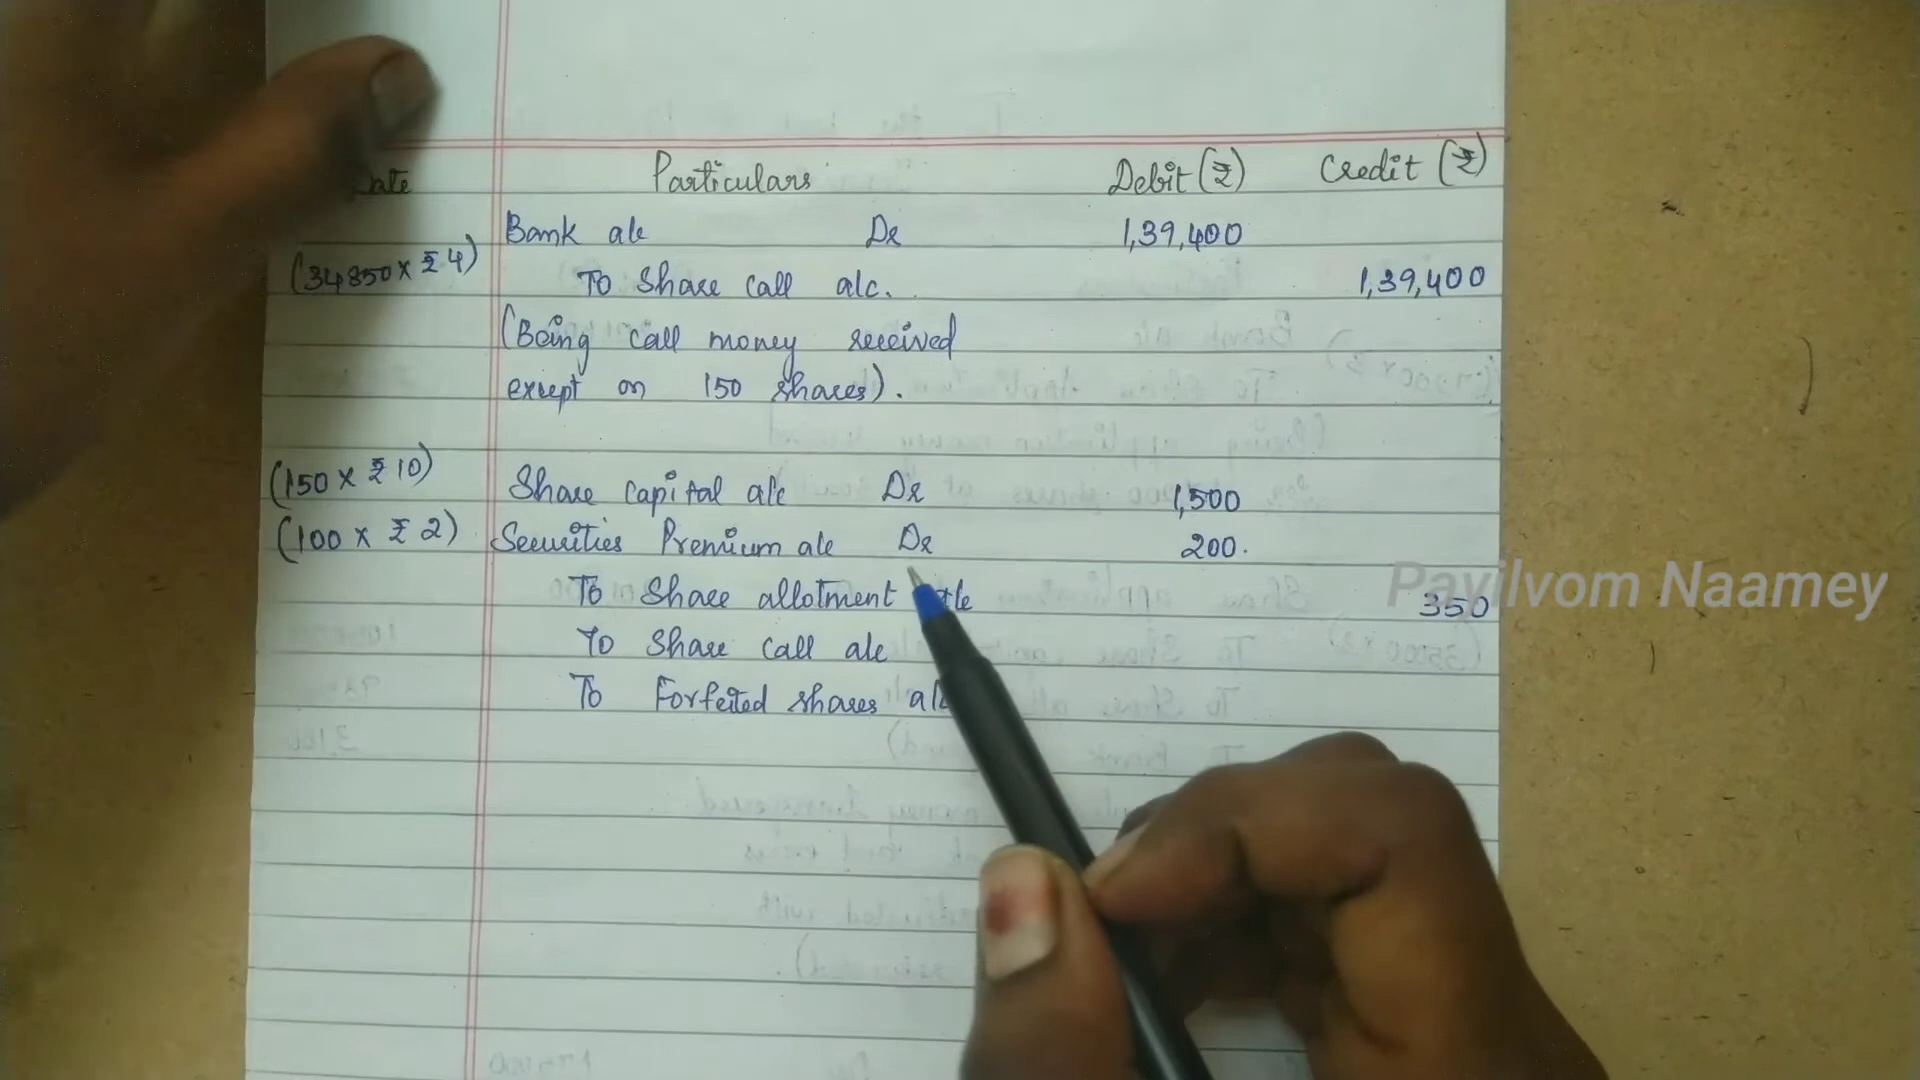 Particulars Debit (₹) Credit (₹)
Bank a/c Dr 1,39,400
(34850 x ₹ 4) To Share call a/c. 1,39,400
(Being call money received
except on 150 shares).
(150 x ₹ 10) Share capital a/c Dr 1,500
(100 x ₹ 2) Securities Premium a/c Dr 200.
To Share allotment 350
To Share call a/c
To Forfeited shares
Payilvom Naamey